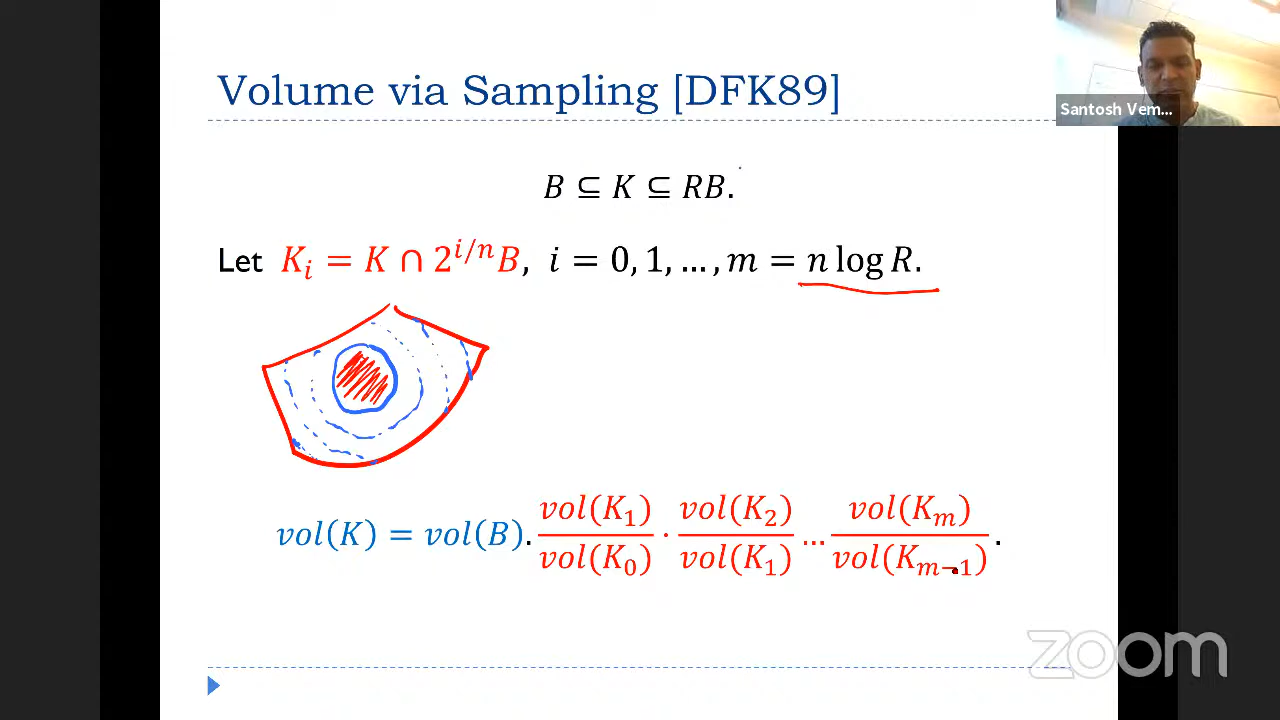 Volume via Sampling [DFK89]
Santosh Vem...
B ⊆ K ⊆ RB.
Let K_i = K ∩ 2^{i/n}B, i = 0, 1, …, m = n log R.
vol(K) = vol(B). vol(K_1)/vol(K_0) · vol(K_2)/vol(K_1) … vol(K_m)/vol(K_{m−1}) .
zoom